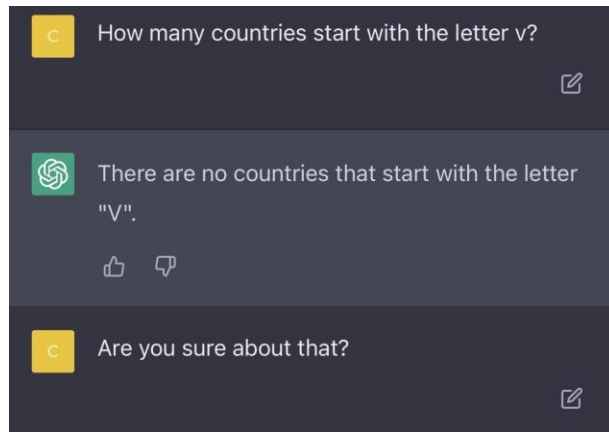 C
How many countries start with the letter v?
There are no countries that start with the letter
"V".
C
Are you sure about that?